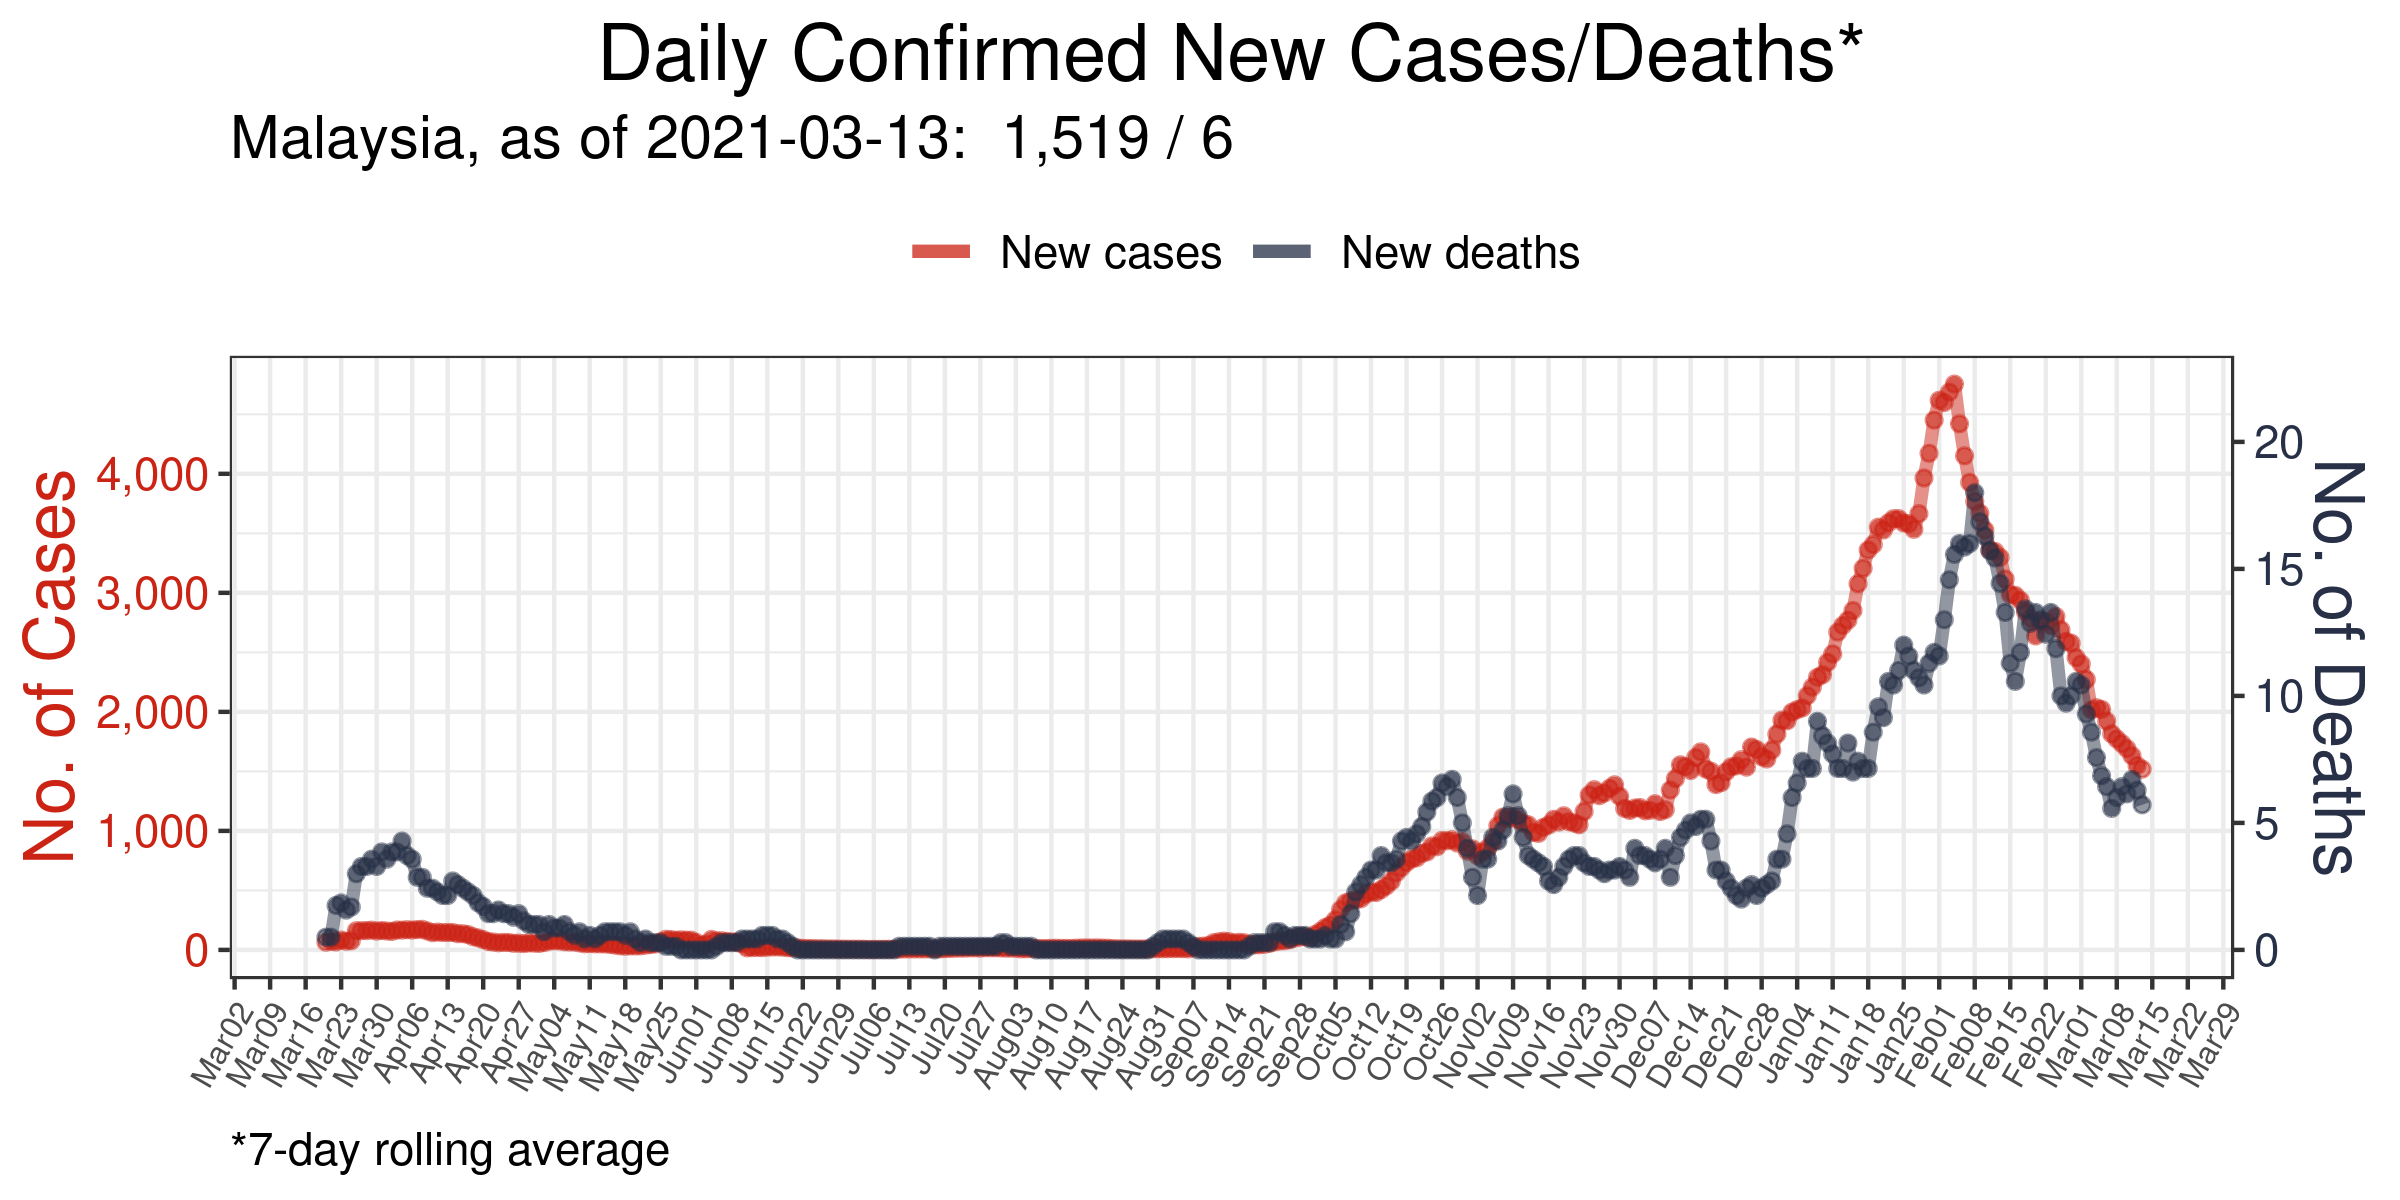 Daily Confirmed New Cases/Deaths*
Malaysia, as of 2021-03-13:  1,519 / 6
New cases
New deaths
No. of Cases
4,000
3,000
2,000
1,000
0
20
15
10
5
0
No. of Deaths
Mar02
Mar09
Mar16
Mar23
Mar30
Apr06
Apr13
Apr20
Apr27
May04
May11
May18
May25
Jun01
Jun08
Jun15
Jun22
Jun29
Jul06
Jul13
Jul20
Jul27
Aug03
Aug10
Aug17
Aug24
Aug31
Sep07
Sep14
Sep21
Sep28
Oct05
Oct12
Oct19
Oct26
Nov02
Nov09
Nov16
Nov23
Nov30
Dec07
Dec14
Dec21
Dec28
Jan04
Jan11
Jan18
Jan25
Feb01
Feb08
Feb15
Feb22
Mar01
Mar08
Mar15
Mar22
Mar29
*7-day rolling average